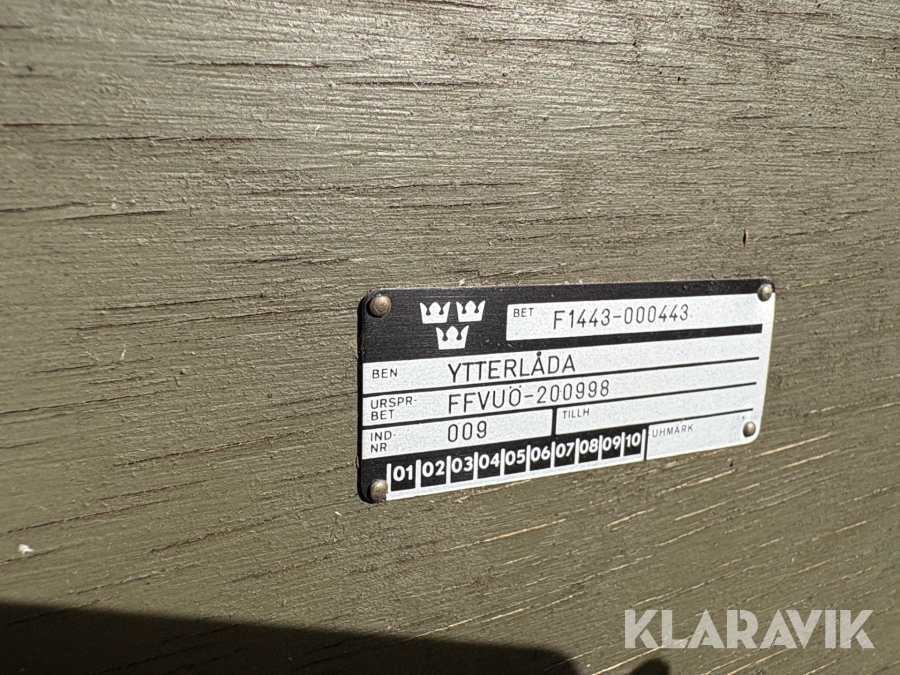 BET F1443-000443
BEN YTTERLÅDA
URSPR-
BET FFVUÖ-200998
IND-
NR 009 TILLH
UHMÄRK.
01 02 03 04 05 06 07 08 09 10
KLARAVIK